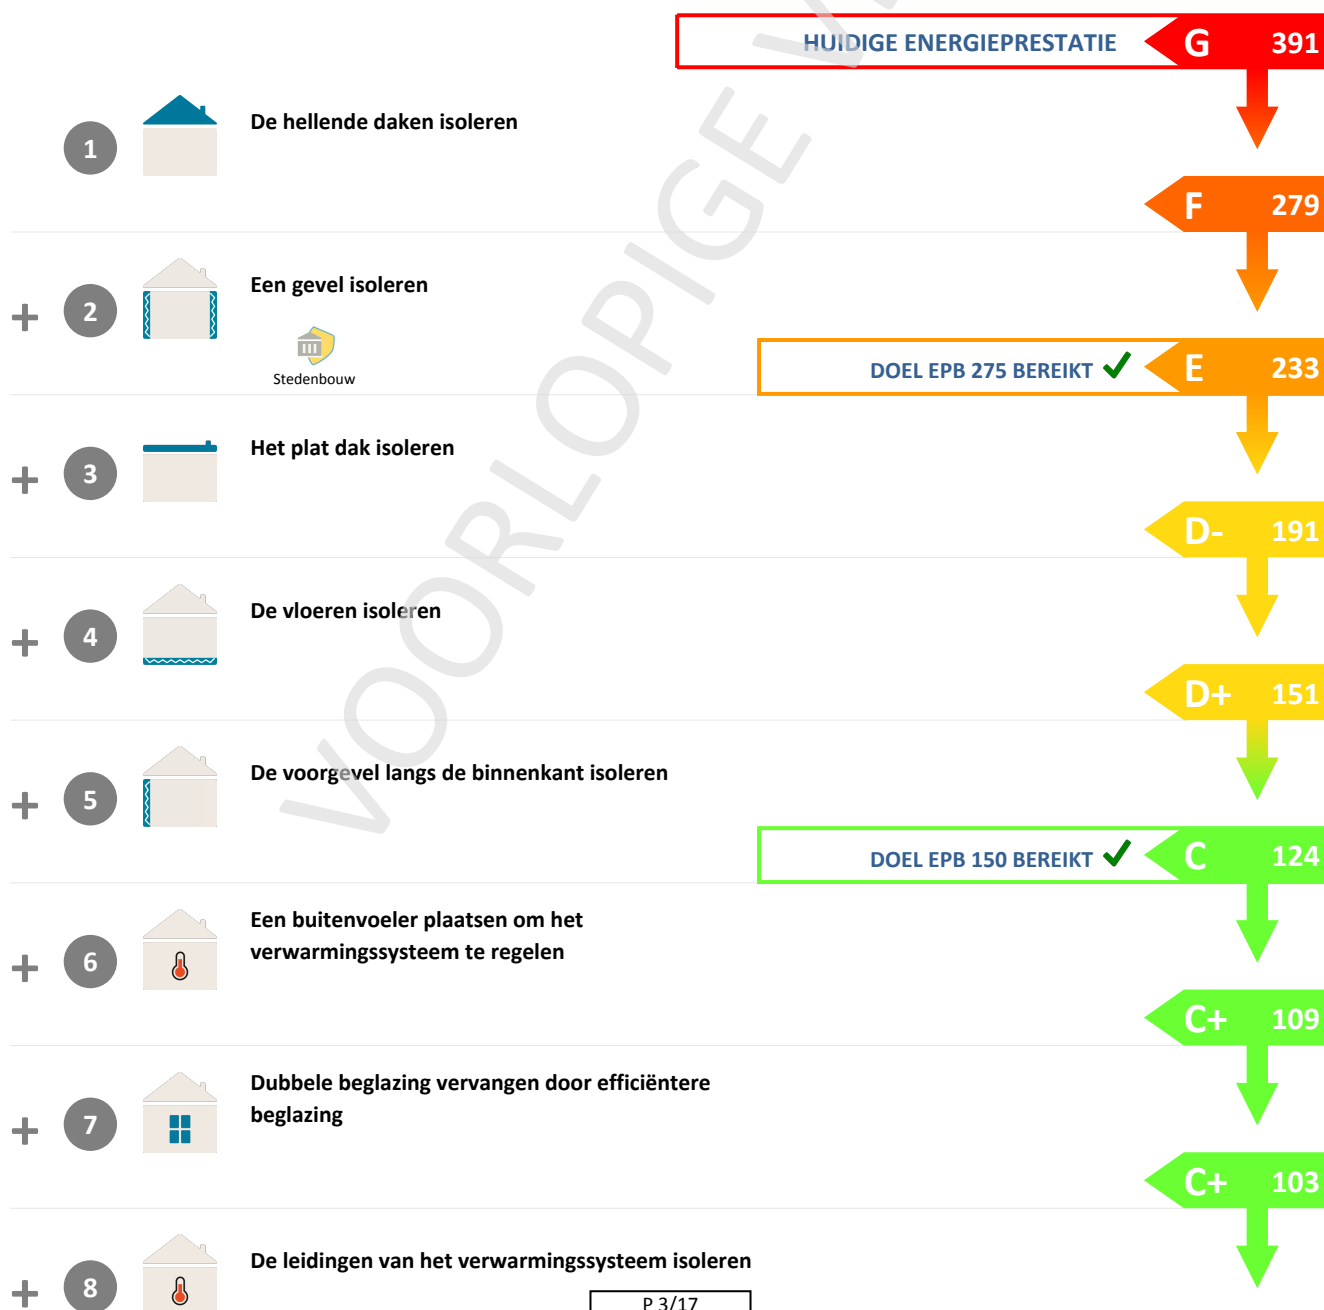 HUIDIGE ENERGIEPRESTATIE G 391
1 De hellende daken isoleren
F 279
+ 2 Een gevel isoleren
Stedenbouw
DOEL EPB 275 BEREIKT ✓ E 233
+ 3 Het plat dak isoleren
D- 191
+ 4 De vloeren isoleren
D+ 151
+ 5 De voorgevel langs de binnenkant isoleren
DOEL EPB 150 BEREIKT ✓ C 124
+ 6 Een buitenvoeler plaatsen om het
verwarmingssysteem te regelen
C+ 109
+ 7 Dubbele beglazing vervangen door efficiëntere
beglazing
C+ 103
+ 8 De leidingen van het verwarmingssysteem isoleren
P 3/17
VOORLOPIGE